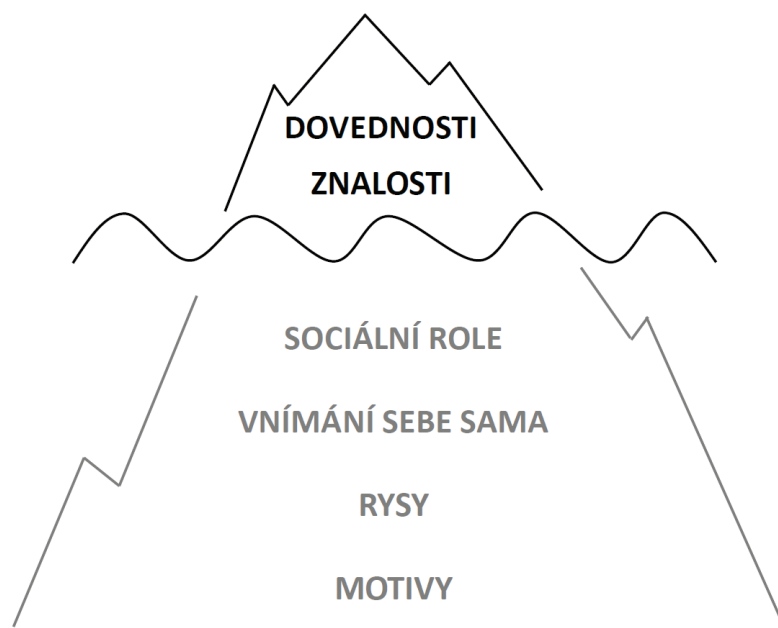 DOVEDNOSTI
ZNALOSTI
SOCIÁLNÍ ROLE
VNÍMÁNÍ SEBE SAMA
RYSY
MOTIVY